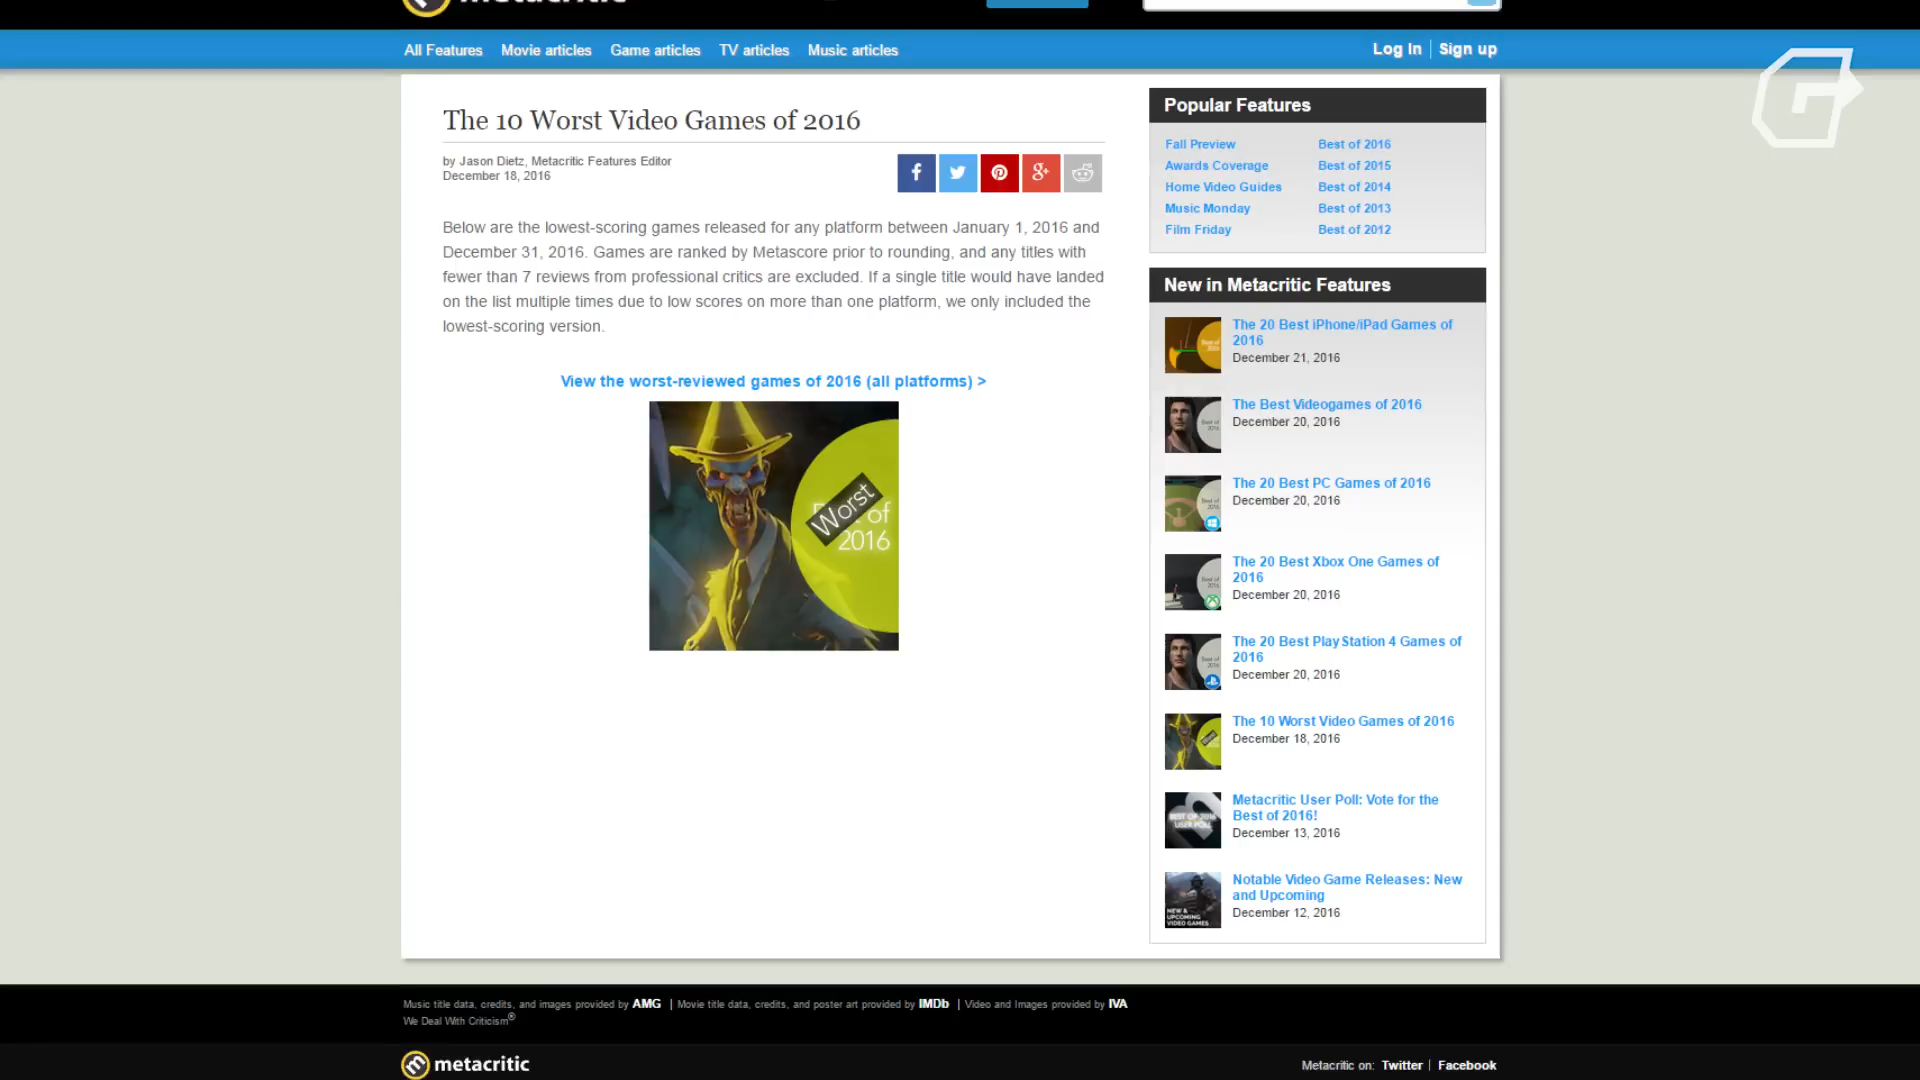 All Features Movie articles Game articles TV articles Music articles
Log In | Sign up
The 10 Worst Video Games of 2016
by Jason Dietz, Metacritic Features Editor
December 18, 2016
Below are the lowest-scoring games released for any platform between January 1, 2016 and
December 31, 2016. Games are ranked by Metascore prior to rounding, and any titles with
fewer than 7 reviews from professional critics are excluded. If a single title would have landed
on the list multiple times due to low scores on more than one platform, we only included the
lowest-scoring version.
View the worst-reviewed games of 2016 (all platforms) >
Worst
of
2016
Popular Features
Fall Preview Best of 2016
Awards Coverage Best of 2015
Home Video Guides Best of 2014
Music Monday Best of 2013
Film Friday Best of 2012
New in Metacritic Features
The 20 Best iPhone/iPad Games of
2016
December 21, 2016
The Best Videogames of 2016
December 20, 2016
The 20 Best PC Games of 2016
December 20, 2016
The 20 Best Xbox One Games of
2016
December 20, 2016
The 20 Best PlayStation 4 Games of
2016
December 20, 2016
The 10 Worst Video Games of 2016
December 18, 2016
BEST OF 2016
USER POLL
Metacritic User Poll: Vote for the
Best of 2016!
December 13, 2016
NEW &
UPCOMING
VIDEO GAMES
Notable Video Game Releases: New
and Upcoming
December 12, 2016
Music title data, credits, and images provided by AMG | Movie title data, credits, and poster art provided by IMDb | Video and Images provided by IVA
We Deal With Criticism®
metacritic
Metacritic on: Twitter | Facebook